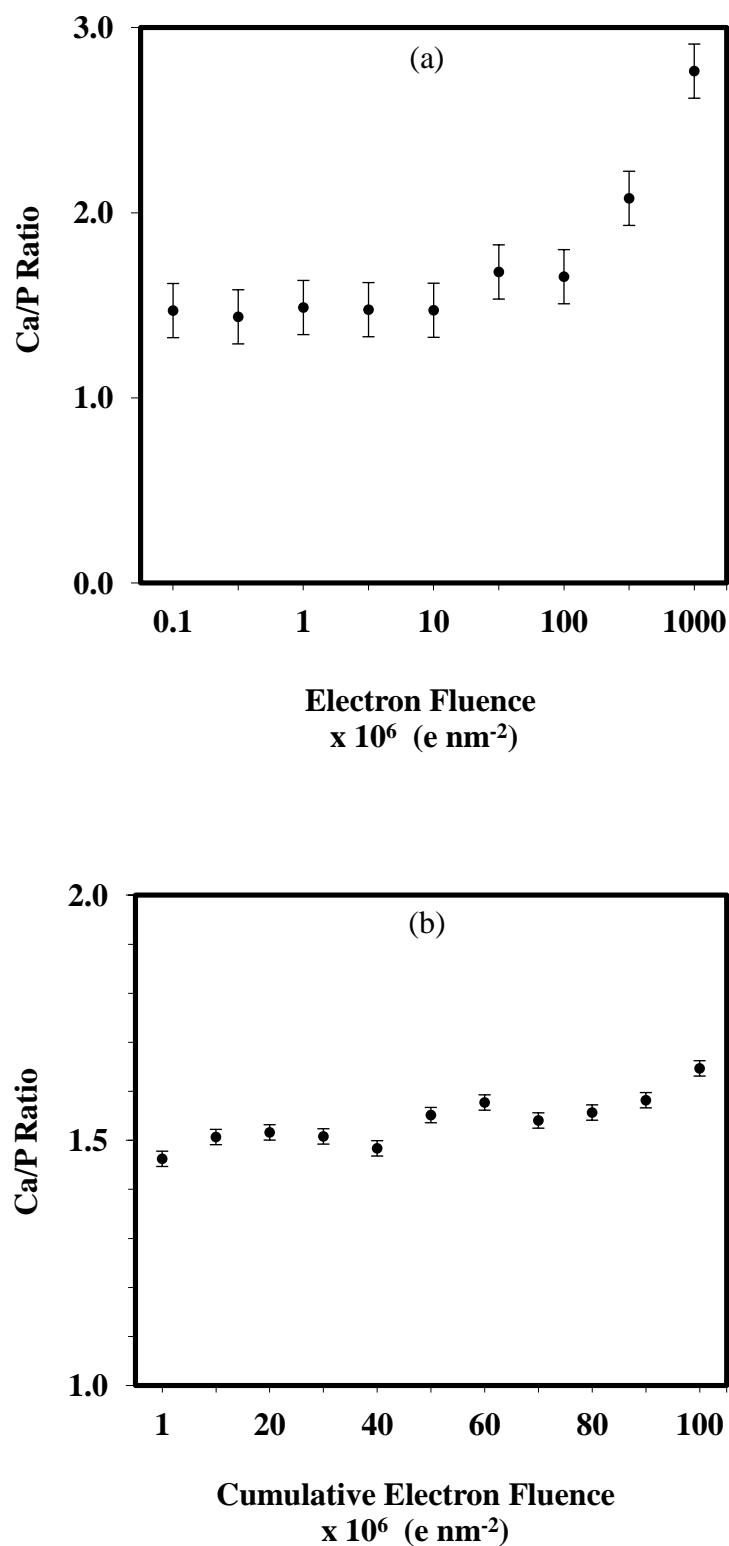 (a)
3.0
2.0
1.0
0.0
Ca/P Ratio
0.1 1 10 100 1000
Electron Fluence
x 10⁶ (e nm⁻²)
(b)
2.0
1.5
1.0
Ca/P Ratio
1 20 40 60 80 100
Cumulative Electron Fluence
x 10⁶ (e nm⁻²)